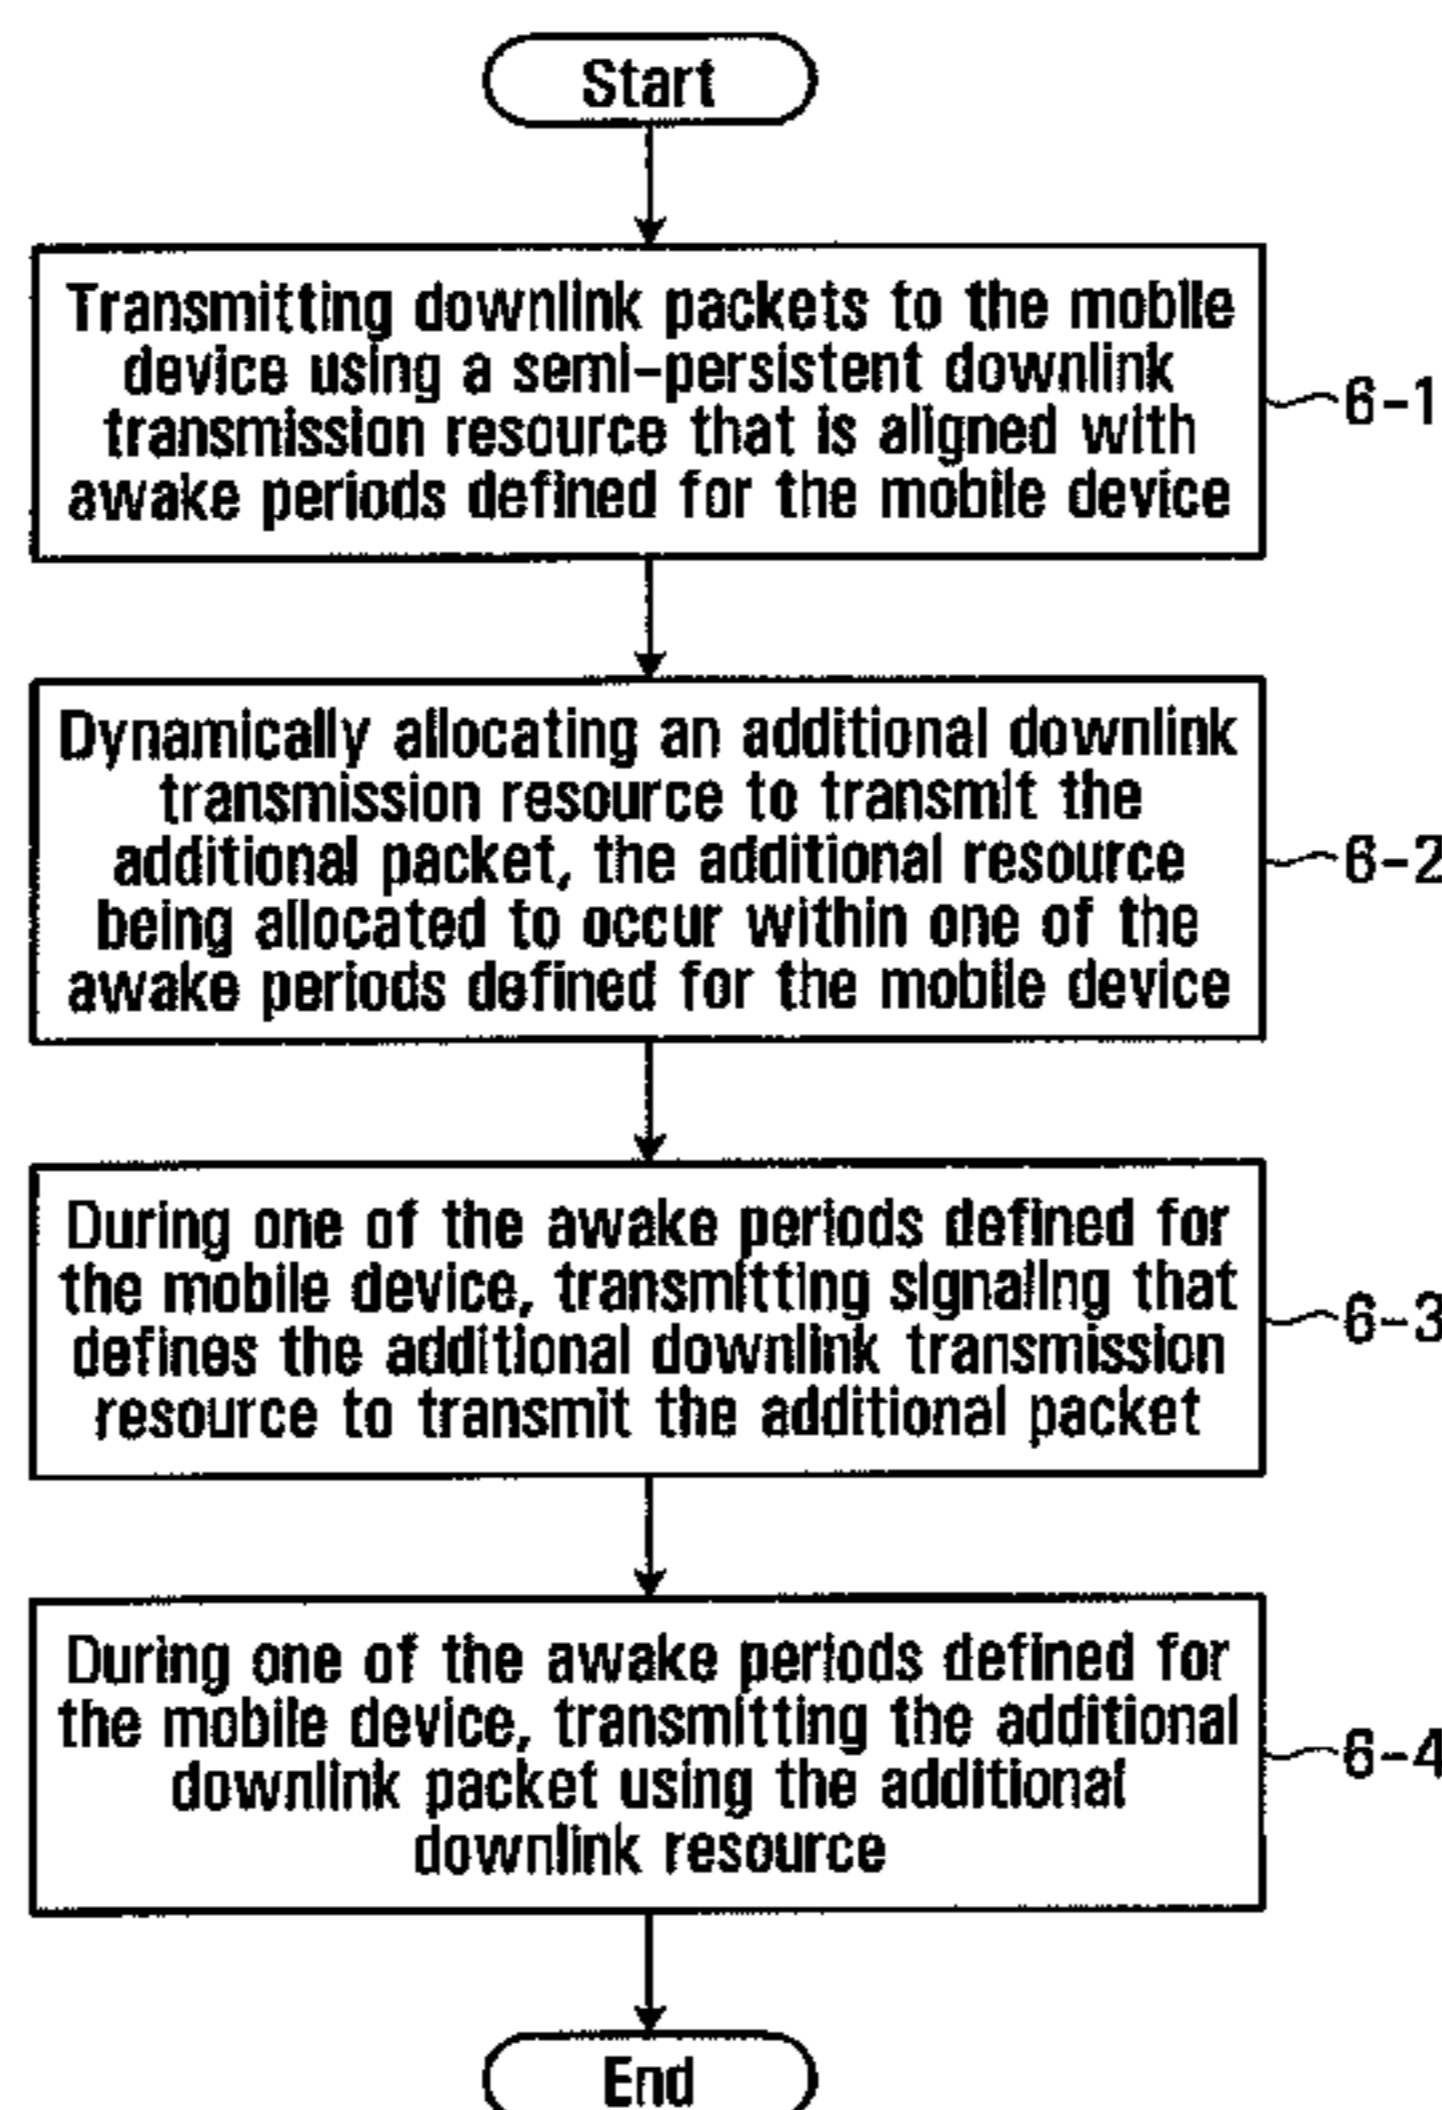 Start
Transmitting downlink packets to the mobile
device using a semi-persistent downlink
transmission resource that is aligned with
awake periods defined for the mobile device
6-1
Dynamically allocating an additional downlink
transmission resource to transmit the
additional packet, the additional resource
being allocated to occur within one of the
awake periods defined for the mobile device
6-2
During one of the awake periods defined for
the mobile device, transmitting signaling that
defines the additional downlink transmission
resource to transmit the additional packet
6-3
During one of the awake periods defined for
the mobile device, transmitting the additional
downlink packet using the additional
downlink resource
6-4
End